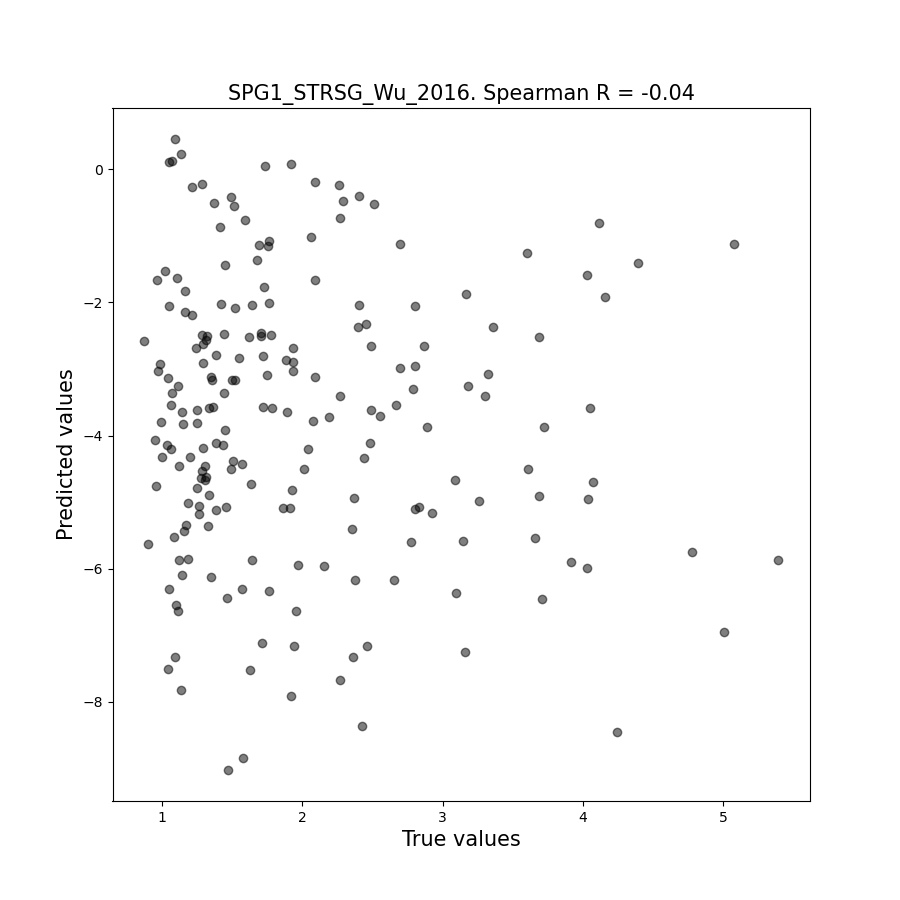 SPG1_STRSG_Wu_2016. Spearman R = -0.04
Predicted values
0
−2
−4
−6
−8
1 2 3 4 5
True values